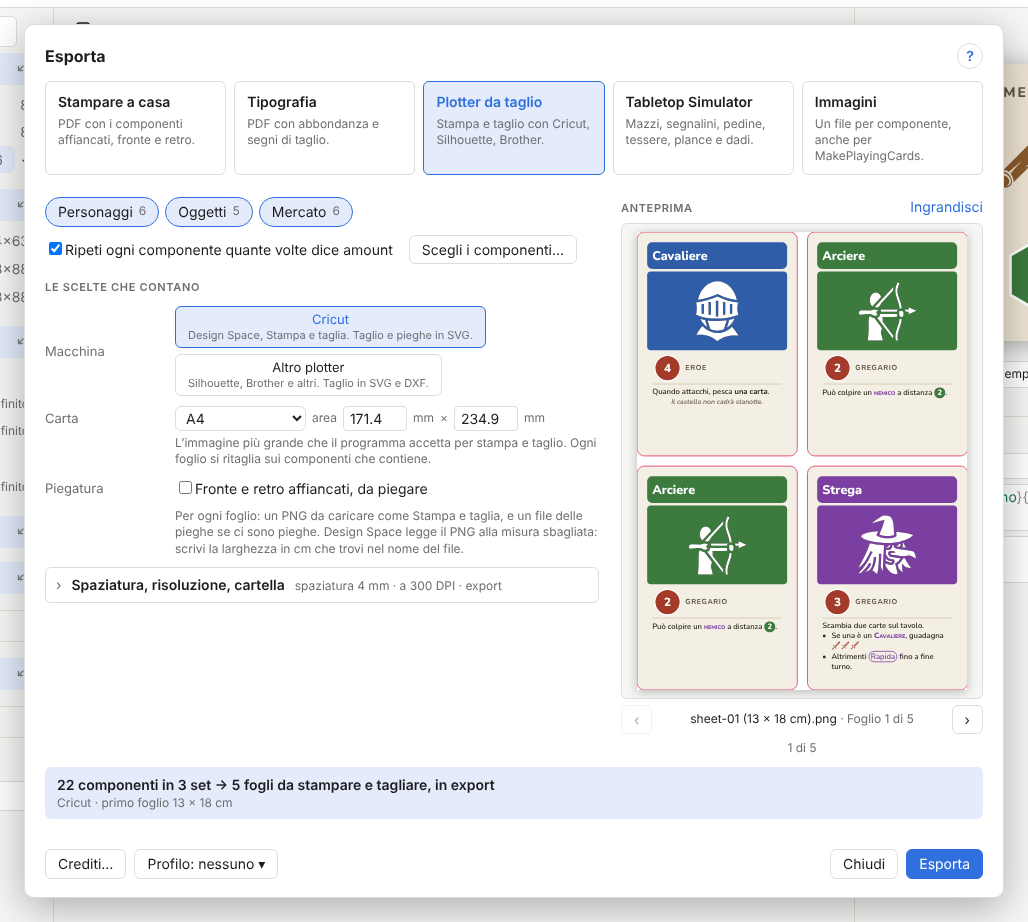 Esporta
?
Stampare a casa
PDF con i componenti
affiancati, fronte e retro.
Tipografia
PDF con abbondanza e
segni di taglio.
Plotter da taglio
Stampa e taglio con Cricut,
Silhouette, Brother.
Tabletop Simulator
Mazzi, segnalini, pedine,
tessere, plance e dadi.
Immagini
Un file per componente,
anche per
MakePlayingCards.
Personaggi 6
Oggetti 5
Mercato 6
Ripeti ogni componente quante volte dice amount
Scegli i componenti...
LE SCELTE CHE CONTANO
Macchina
Cricut
Design Space, Stampa e taglia. Taglio e pieghe in SVG.
Altro plotter
Silhouette, Brother e altri. Taglio in SVG e DXF.
Carta
A4
area
171.4
mm
×
234.9
mm
L'immagine più grande che il programma accetta per stampa e taglio. Ogni
foglio si ritaglia sui componenti che contiene.
Piegatura
Fronte e retro affiancati, da piegare
Per ogni foglio: un PNG da caricare come Stampa e taglia, e un file delle
pieghe se ci sono pieghe. Design Space legge il PNG alla misura sbagliata:
scrivi la larghezza in cm che trovi nel nome del file.
› Spaziatura, risoluzione, cartella spaziatura 4 mm · a 300 DPI · export
ANTEPRIMA
Ingrandisci
Cavaliere
4 EROE
Quando attacchi, pesca una carta.
Il castello non cadrà stanotte.
Arciere
2 GREGARIO
Può colpire un NEMICO a distanza 2.
Arciere
2 GREGARIO
Può colpire un NEMICO a distanza 2.
Strega
3 GREGARIO
Scambia due carte sul tavolo.
• Se una è un CAVALIERE, guadagna
• Altrimenti Rapida fino a fine
turno.
‹
sheet-01 (13 × 18 cm).png · Foglio 1 di 5
›
1 di 5
22 componenti in 3 set → 5 fogli da stampare e tagliare, in export
Cricut · primo foglio 13 × 18 cm
Crediti...
Profilo: nessuno ▾
Chiudi
Esporta